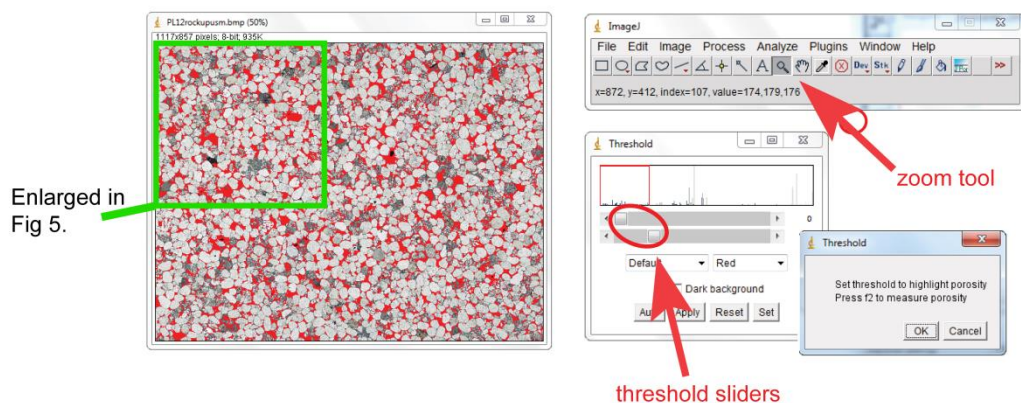 PL12rockupusm.bmp (50%)
1117x857 pixels; 8-bit; 935K
Enlarged in
Fig 5.
ImageJ
File Edit Image Process Analyze Plugins Window Help
A Dev Stk >>
x=872, y=412, index=107, value=174,179,176
zoom tool
Threshold
0
Default Red
Dark background
Apply Reset Set
threshold sliders
Threshold
Set threshold to highlight porosity
Press f2 to measure porosity
OK Cancel